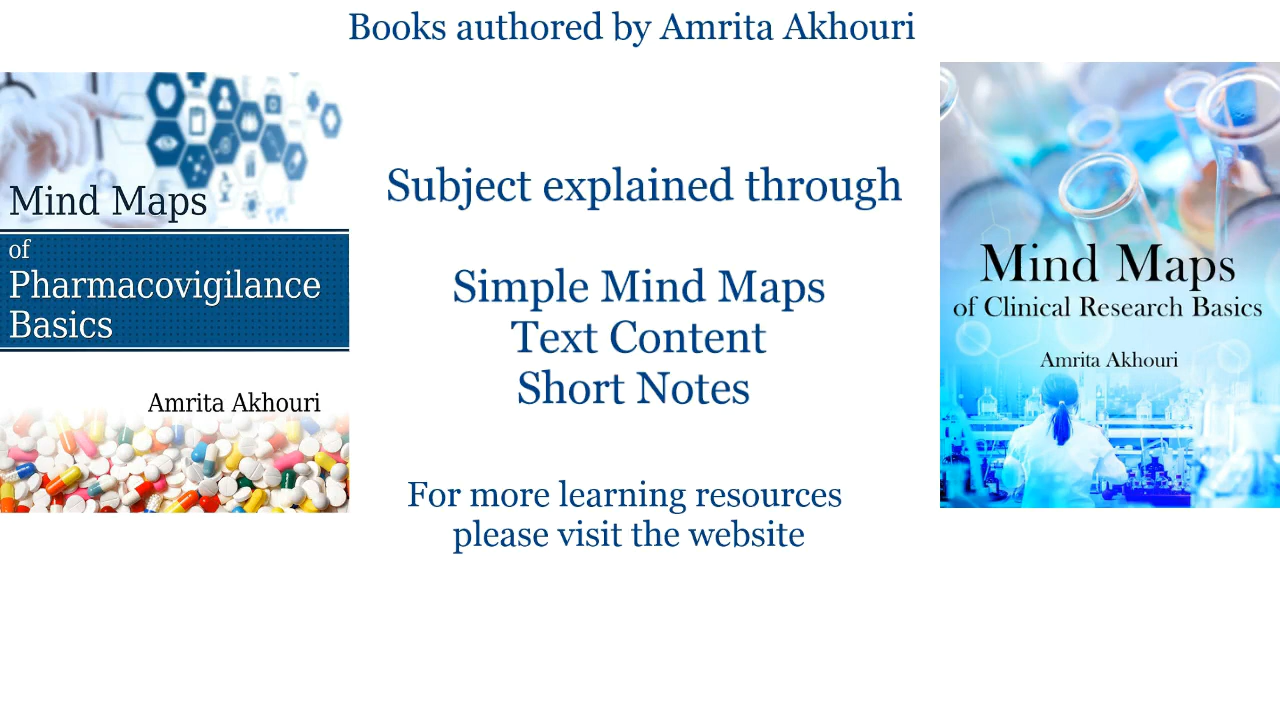 Books authored by Amrita Akhouri
Mind Maps
of
Pharmacovigilance
Basics
Amrita Akhouri
Subject explained through
Simple Mind Maps
Text Content
Short Notes
For more learning resources
please visit the website
Mind Maps
of Clinical Research Basics
Amrita Akhouri